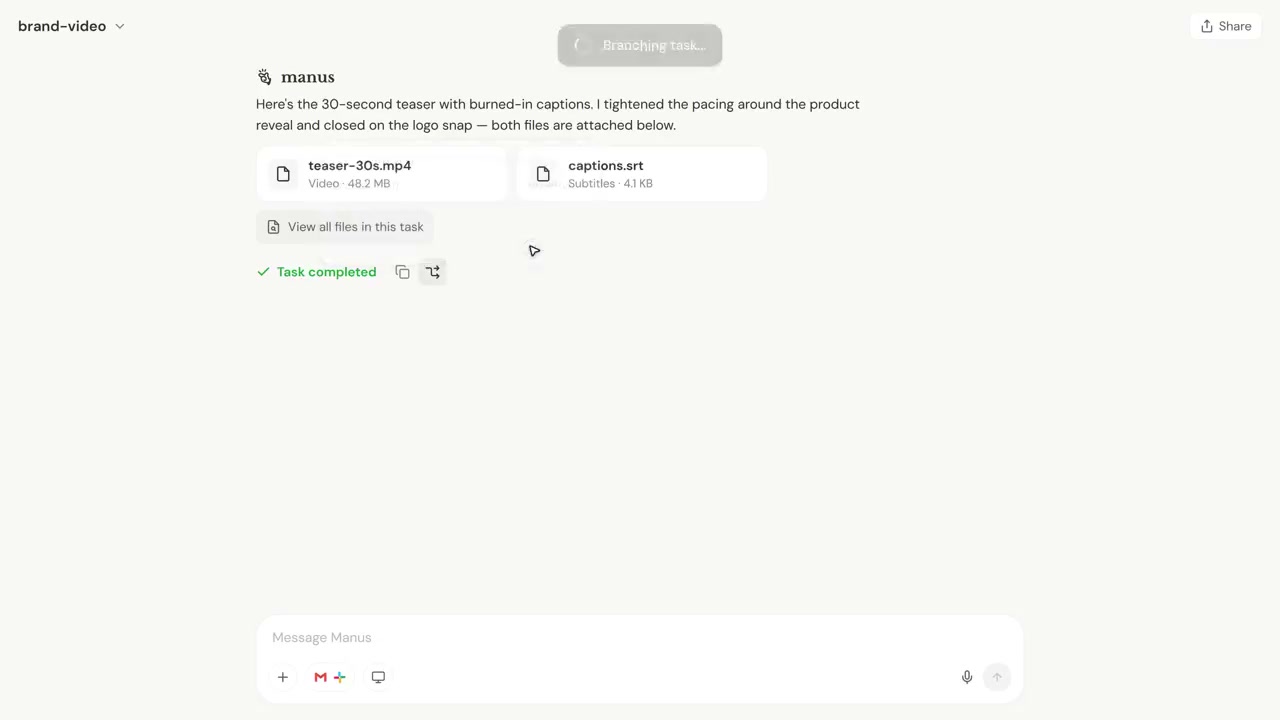 brand-video
Branching task...
Share
manus
Here's the 30-second teaser with burned-in captions. I tightened the pacing around the product
reveal and closed on the logo snap — both files are attached below.
teaser-30s.mp4
Video · 48.2 MB
captions.srt
Subtitles · 4.1 KB
View all files in this task
Task completed
Message Manus